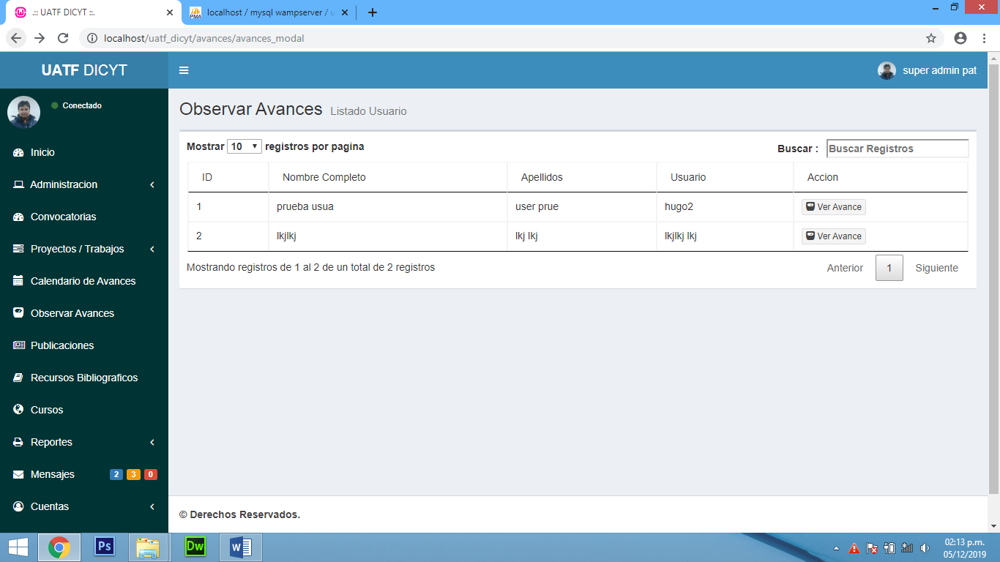 .:: UATF DICYT ::.
localhost / mysql wampserver / u
localhost/uatf_dicyt/avances/avances_modal
UATF DICYT
super admin pat
Conectado
Inicio
Administracion
Convocatorias
Proyectos / Trabajos
Calendario de Avances
Observar Avances
Publicaciones
Recursos Bibliograficos
Cursos
Reportes
Mensajes 2 3 0
Cuentas
Observar Avances Listado Usuario
Mostrar 10 registros por pagina
Buscar : Buscar Registros
ID Nombre Completo Apellidos Usuario Accion
1 prueba usua user prue hugo2 Ver Avance
2 lkjlkj lkj lkj lkjlkj lkj Ver Avance
Mostrando registros de 1 al 2 de un total de 2 registros
Anterior 1 Siguiente
© Derechos Reservados.
Ps
Dw
W
02:13 p.m.
05/12/2019